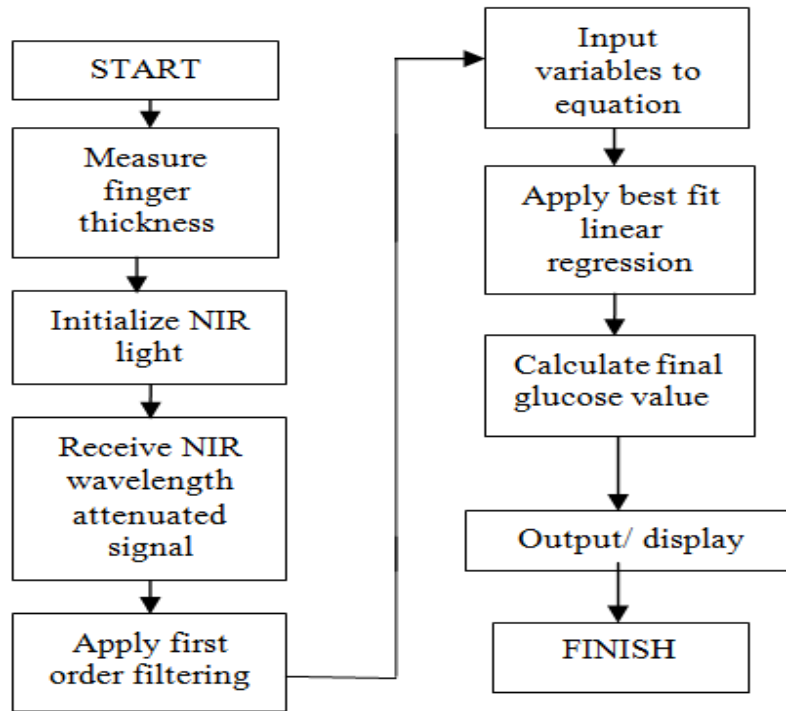 START
Measure
finger
thickness
Initialize NIR
light
Receive NIR
wavelength
attenuated
signal
Apply first
order filtering
Input
variables to
equation
Apply best fit
linear
regression
Calculate final
glucose value
Output/ display
FINISH